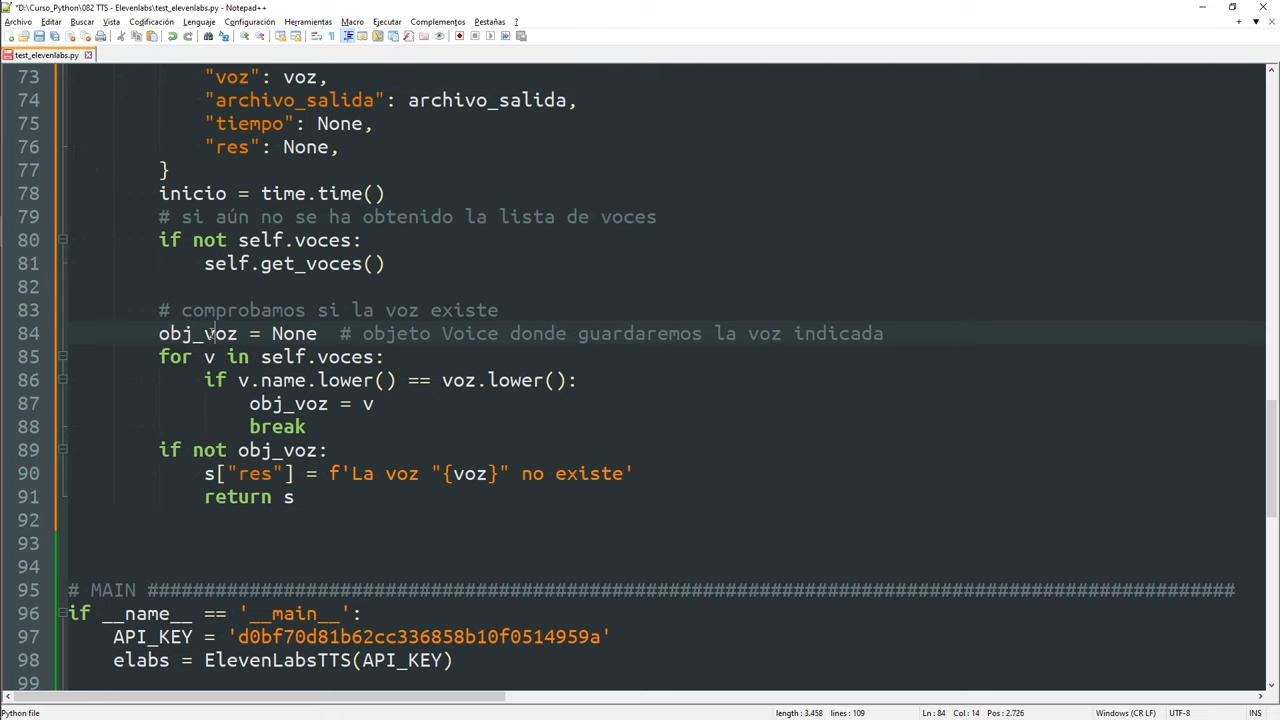 *D:\Curso_Python\082 TTS - Elevenlabs\test_elevenlabs.py - Notepad++
Archivo Editar Buscar Vista Codificación Lenguaje Configuración Herramientas Macro Ejecutar Complementos Pestañas ?
test_elevenlabs.py
73 "voz": voz,
74 "archivo_salida": archivo_salida,
75 "tiempo": None,
76 "res": None,
77 }
78 inicio = time.time()
79 # si aún no se ha obtenido la lista de voces
80 if not self.voces:
81 self.get_voces()
82
83 # comprobamos si la voz existe
84 obj_voz = None # objeto Voice donde guardaremos la voz indicada
85 for v in self.voces:
86 if v.name.lower() == voz.lower():
87 obj_voz = v
88 break
89 if not obj_voz:
90 s["res"] = f'La voz "{voz}" no existe'
91 return s
92
93
94
95 # MAIN ################################################################################################
96 if __name__ == '__main__':
97 API_KEY = 'd0bf70d81b62cc336858b10f0514959a'
98 elabs = ElevenLabsTTS(API_KEY)
99
Python file length : 3.458 lines : 109 Ln : 84 Col : 14 Pos : 2.726 Windows (CR LF) UTF-8 INS